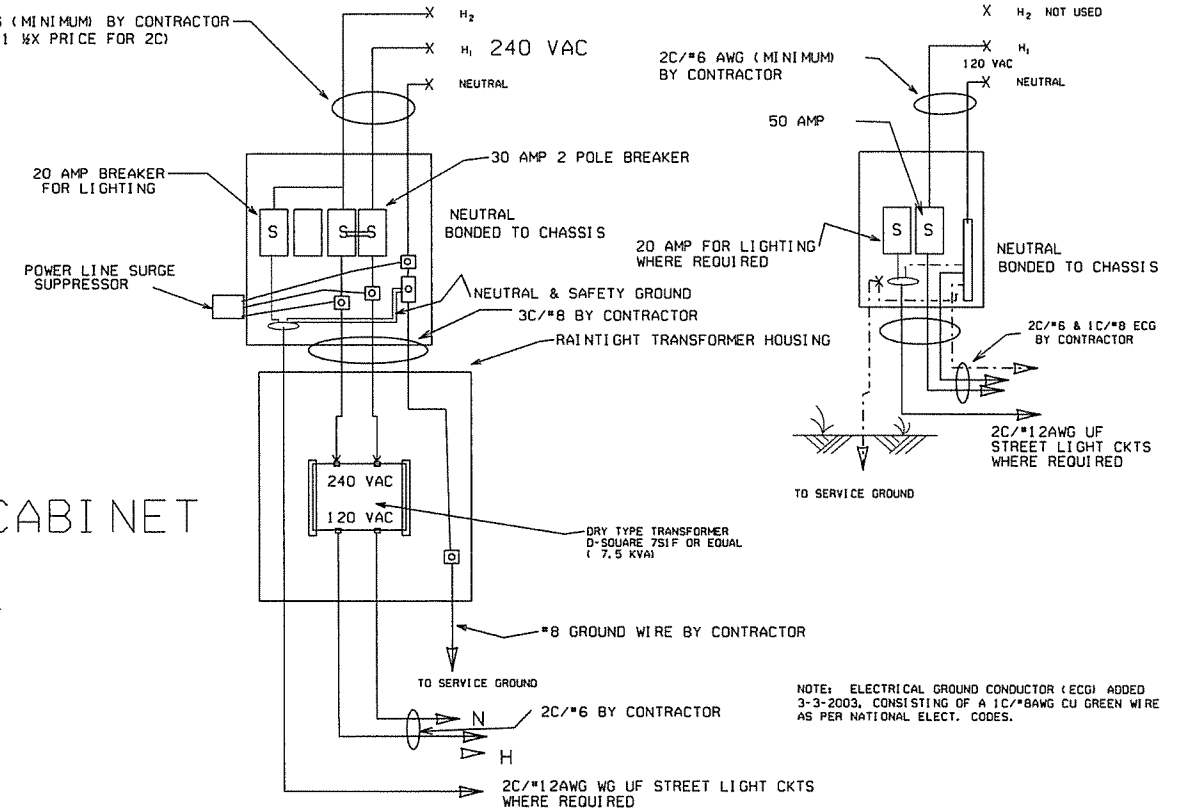 (MINIMUM) BY CONTRACTOR
1 ½X PRICE FOR 2C)
H2
H1 240 VAC
NEUTRAL
20 AMP BREAKER
FOR LIGHTING
30 AMP 2 POLE BREAKER
S
S
S
NEUTRAL
BONDED TO CHASSIS
POWER LINE SURGE
SUPPRESSOR
NEUTRAL & SAFETY GROUND
3C/#8 BY CONTRACTOR
RAINTIGHT TRANSFORMER HOUSING
240 VAC
120 VAC
CABINET
DRY TYPE TRANSFORMER
D-SQUARE 7S1F OR EQUAL
( 7.5 KVA)
#8 GROUND WIRE BY CONTRACTOR
TO SERVICE GROUND
N
2C/#6 BY CONTRACTOR
H
2C/#12AWG WG UF STREET LIGHT CKTS
WHERE REQUIRED
H2 NOT USED
H1
120 VAC
NEUTRAL
2C/#6 AWG (MINIMUM)
BY CONTRACTOR
50 AMP
S
S
20 AMP FOR LIGHTING
WHERE REQUIRED
NEUTRAL
BONDED TO CHASSIS
2C/#6 & 1C/#8 ECG
BY CONTRACTOR
2C/#12AWG UF
STREET LIGHT CKTS
WHERE REQUIRED
TO SERVICE GROUND
NOTE: ELECTRICAL GROUND CONDUCTOR (ECG) ADDED
3-3-2003, CONSISTING OF A 1C/#8AWG CU GREEN WIRE
AS PER NATIONAL ELECT. CODES.